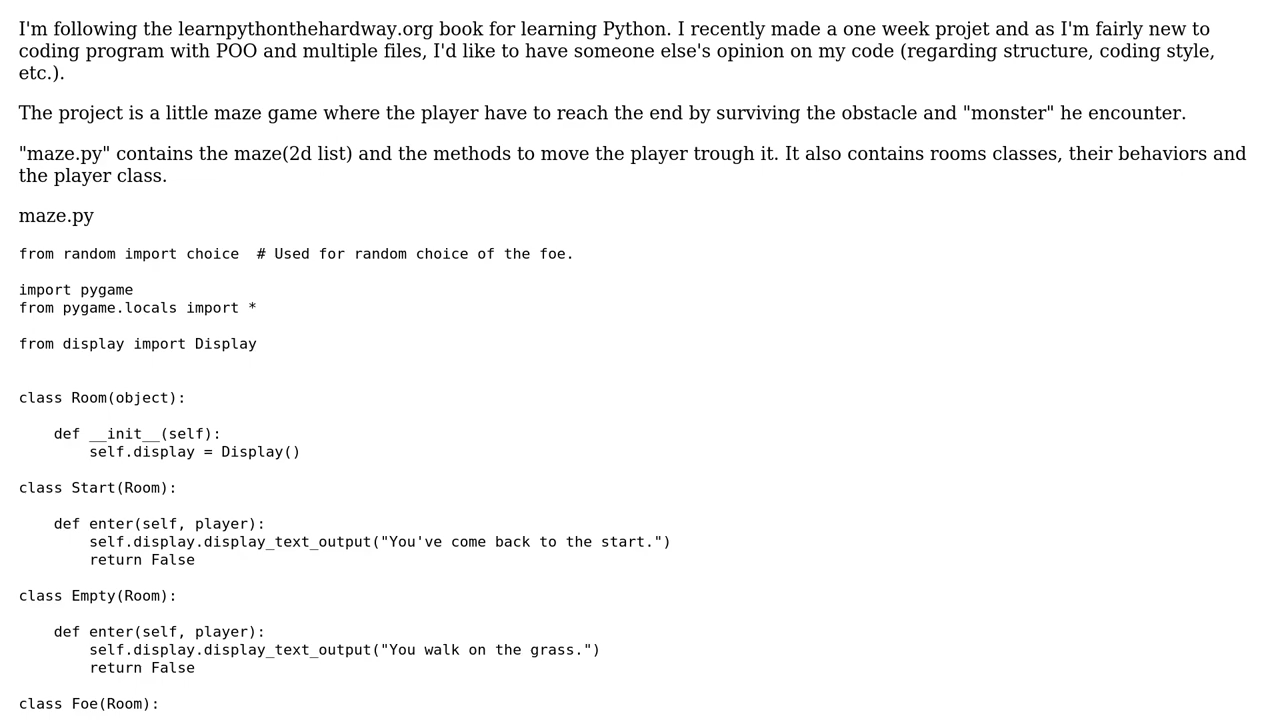 I'm following the learnpythonthehardway.org book for learning Python. I recently made a one week projet and as I'm fairly new to
coding program with POO and multiple files, I'd like to have someone else's opinion on my code (regarding structure, coding style,
etc.).
The project is a little maze game where the player have to reach the end by surviving the obstacle and "monster" he encounter.
"maze.py" contains the maze(2d list) and the methods to move the player trough it. It also contains rooms classes, their behaviors and
the player class.
maze.py
from random import choice  # Used for random choice of the foe.
import pygame
from pygame.locals import *
from display import Display
class Room(object):
    def __init__(self):
        self.display = Display()
class Start(Room):
    def enter(self, player):
        self.display.display_text_output("You've come back to the start.")
        return False
class Empty(Room):
    def enter(self, player):
        self.display.display_text_output("You walk on the grass.")
        return False
class Foe(Room):